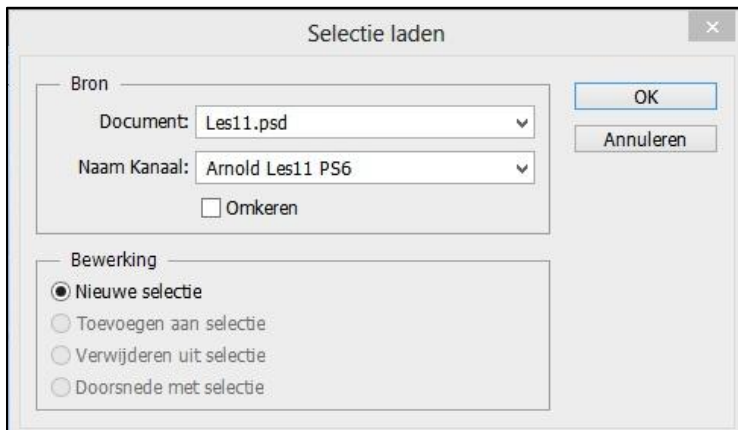 Selectie laden
Bron
OK
Document: Les11.psd
Annuleren
Naam Kanaal: Arnold Les11 PS6
Omkeren
Bewerking
Nieuwe selectie
Toevoegen aan selectie
Verwijderen uit selectie
Doorsnede met selectie